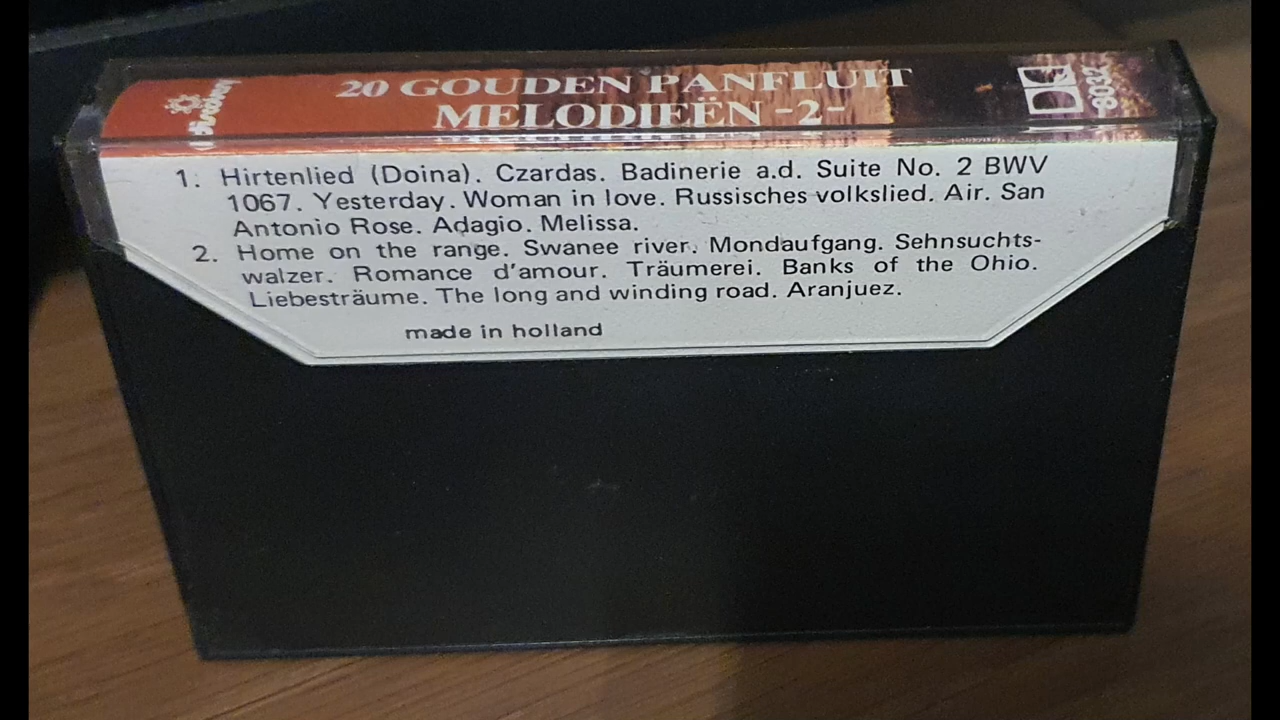 20 GOUDEN PANFLUIT
MELODIEËN -2-
8032
1: Hirtenlied (Doina). Czardas. Badinerie a.d. Suite No. 2 BWV
1067. Yesterday. Woman in love. Russisches volkslied. Air. San
Antonio Rose. Adagio. Melissa.
2. Home on the range. Swanee river. Mondaufgang. Sehnsuchts-
walzer. Romance d'amour. Träumerei. Banks of the Ohio.
Liebesträume. The long and winding road. Aranjuez.
made in holland